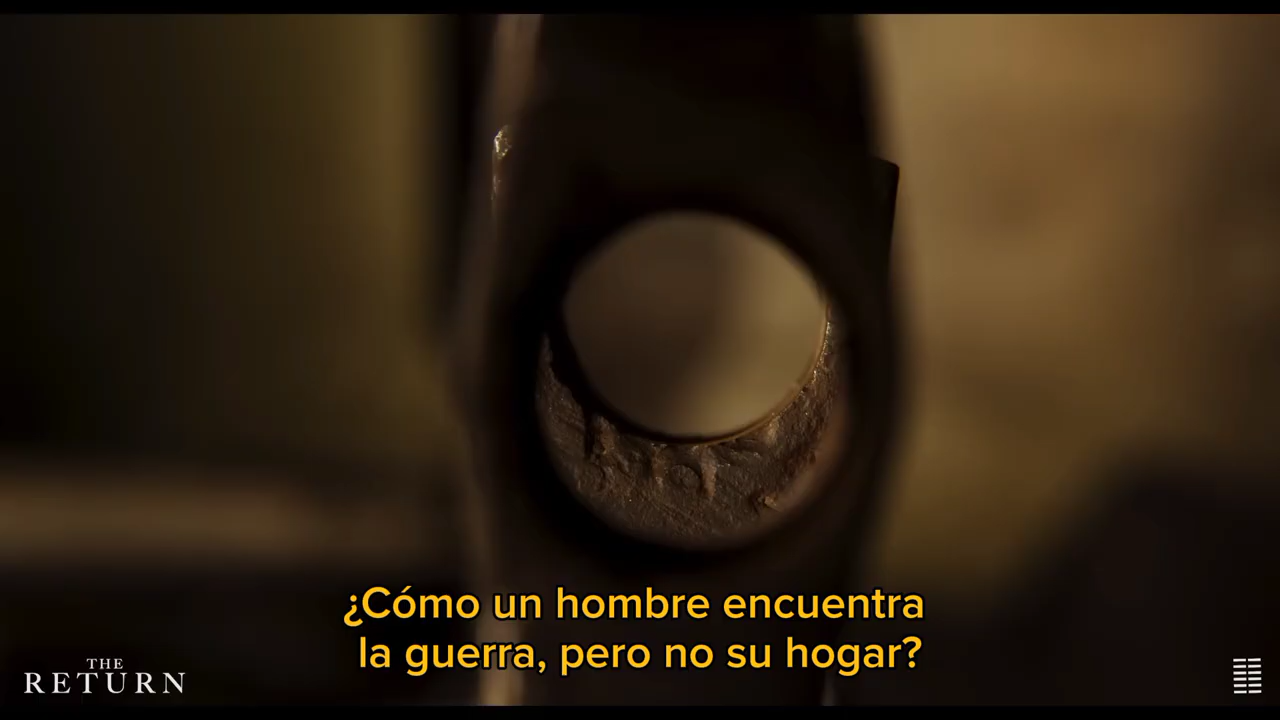 ¿Cómo un hombre encuentra
la guerra, pero no su hogar?
THE
RETURN